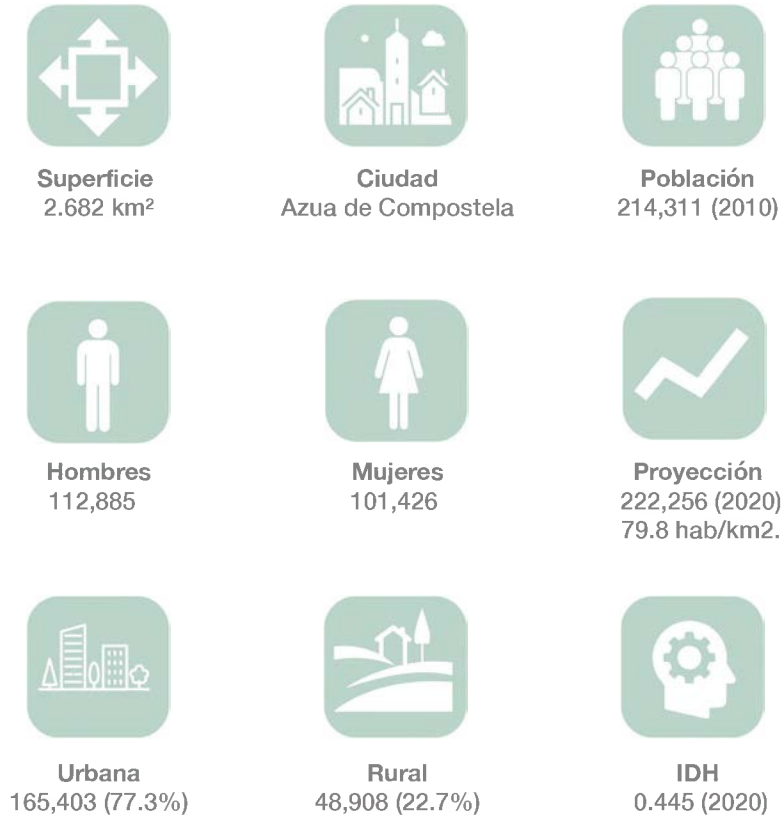 Superficie
2.682 km²
Ciudad
Azua de Compostela
Población
214,311 (2010)
Hombres
112,885
Mujeres
101,426
Proyección
222,256 (2020)
79.8 hab/km2.
Urbana
165,403 (77.3%)
Rural
48,908 (22.7%)
IDH
0.445 (2020)